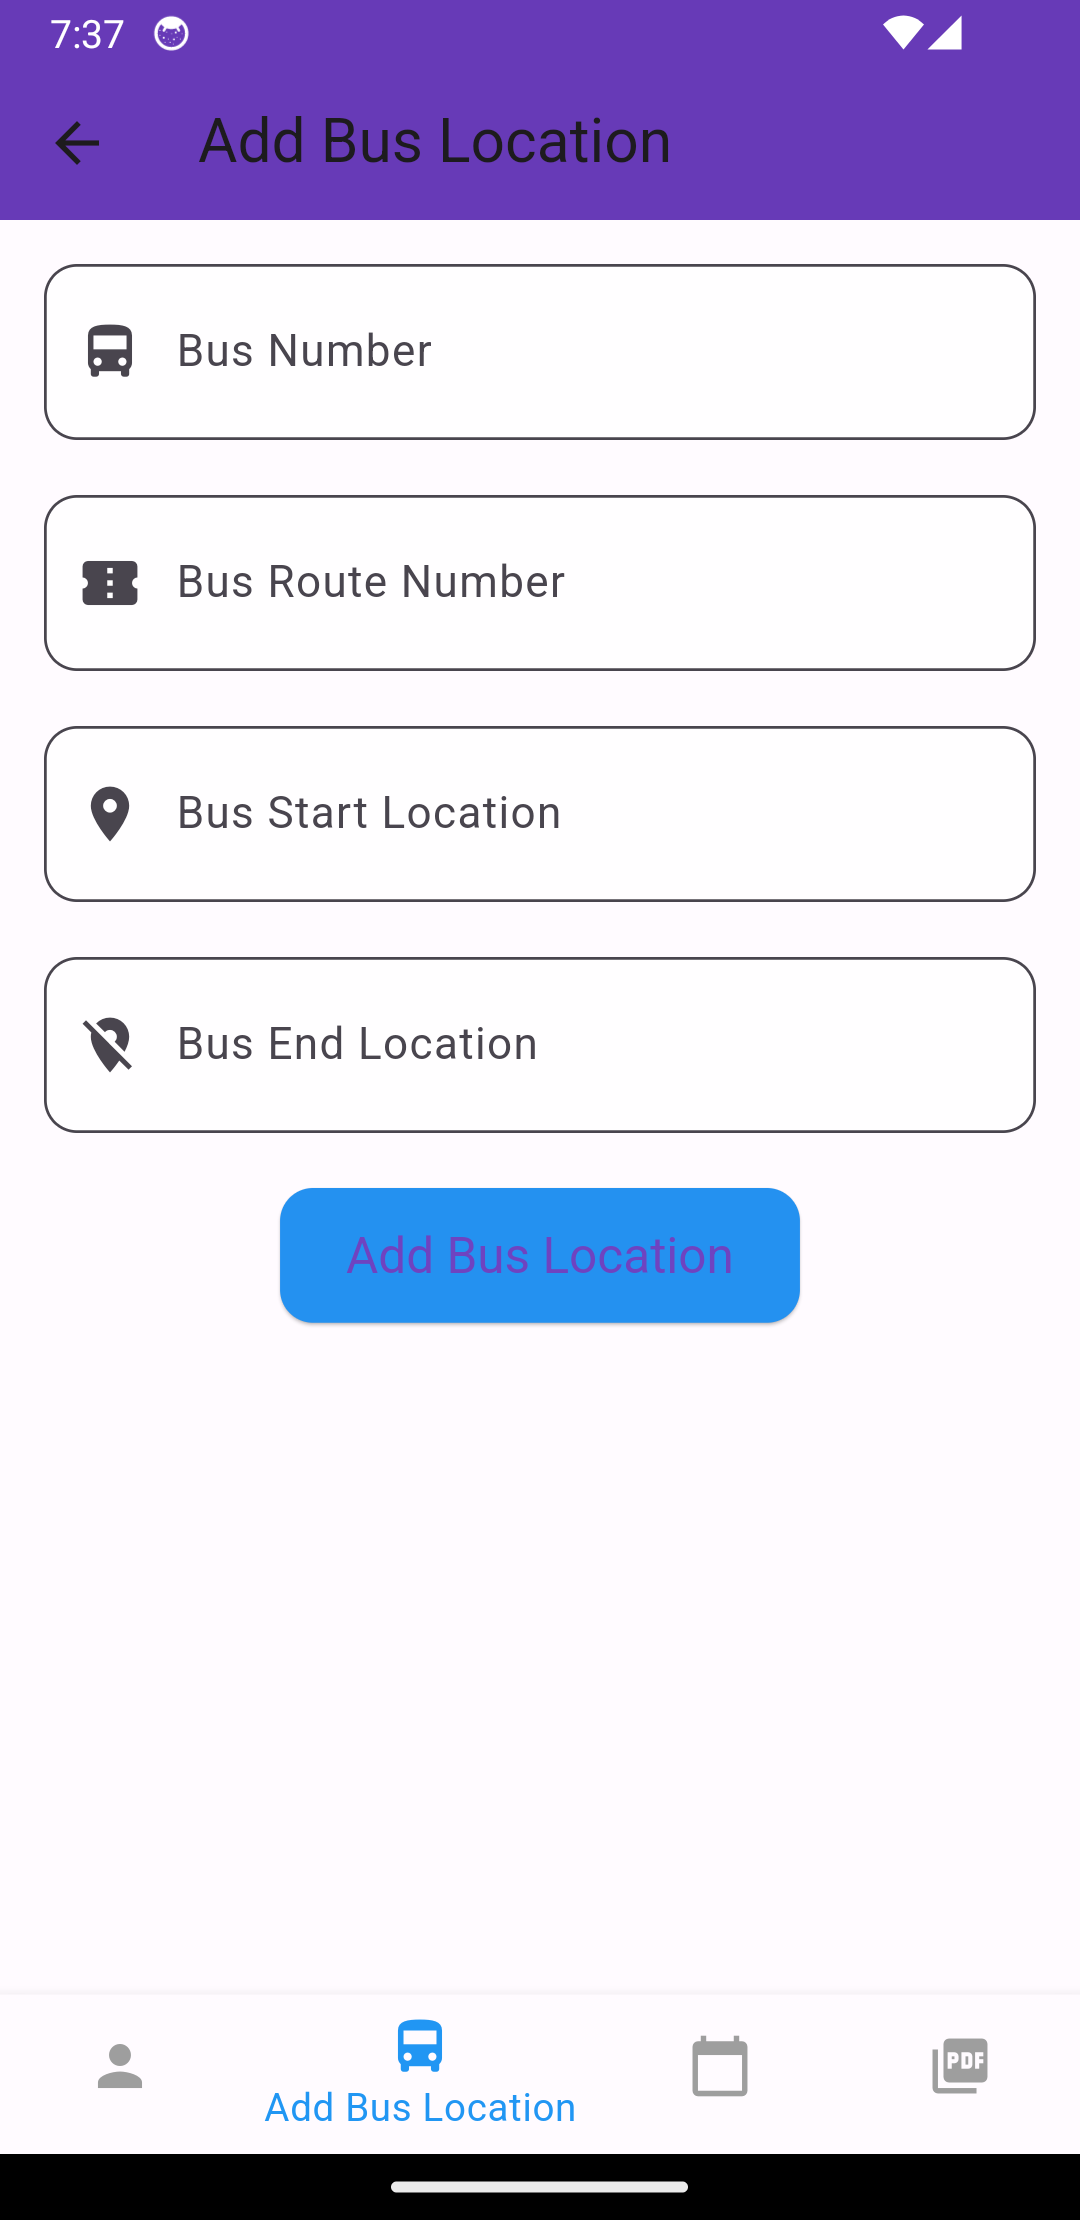 7:37
Add Bus Location
Bus Number
Bus Route Number
Bus Start Location
Bus End Location
Add Bus Location
Add Bus Location
PDF